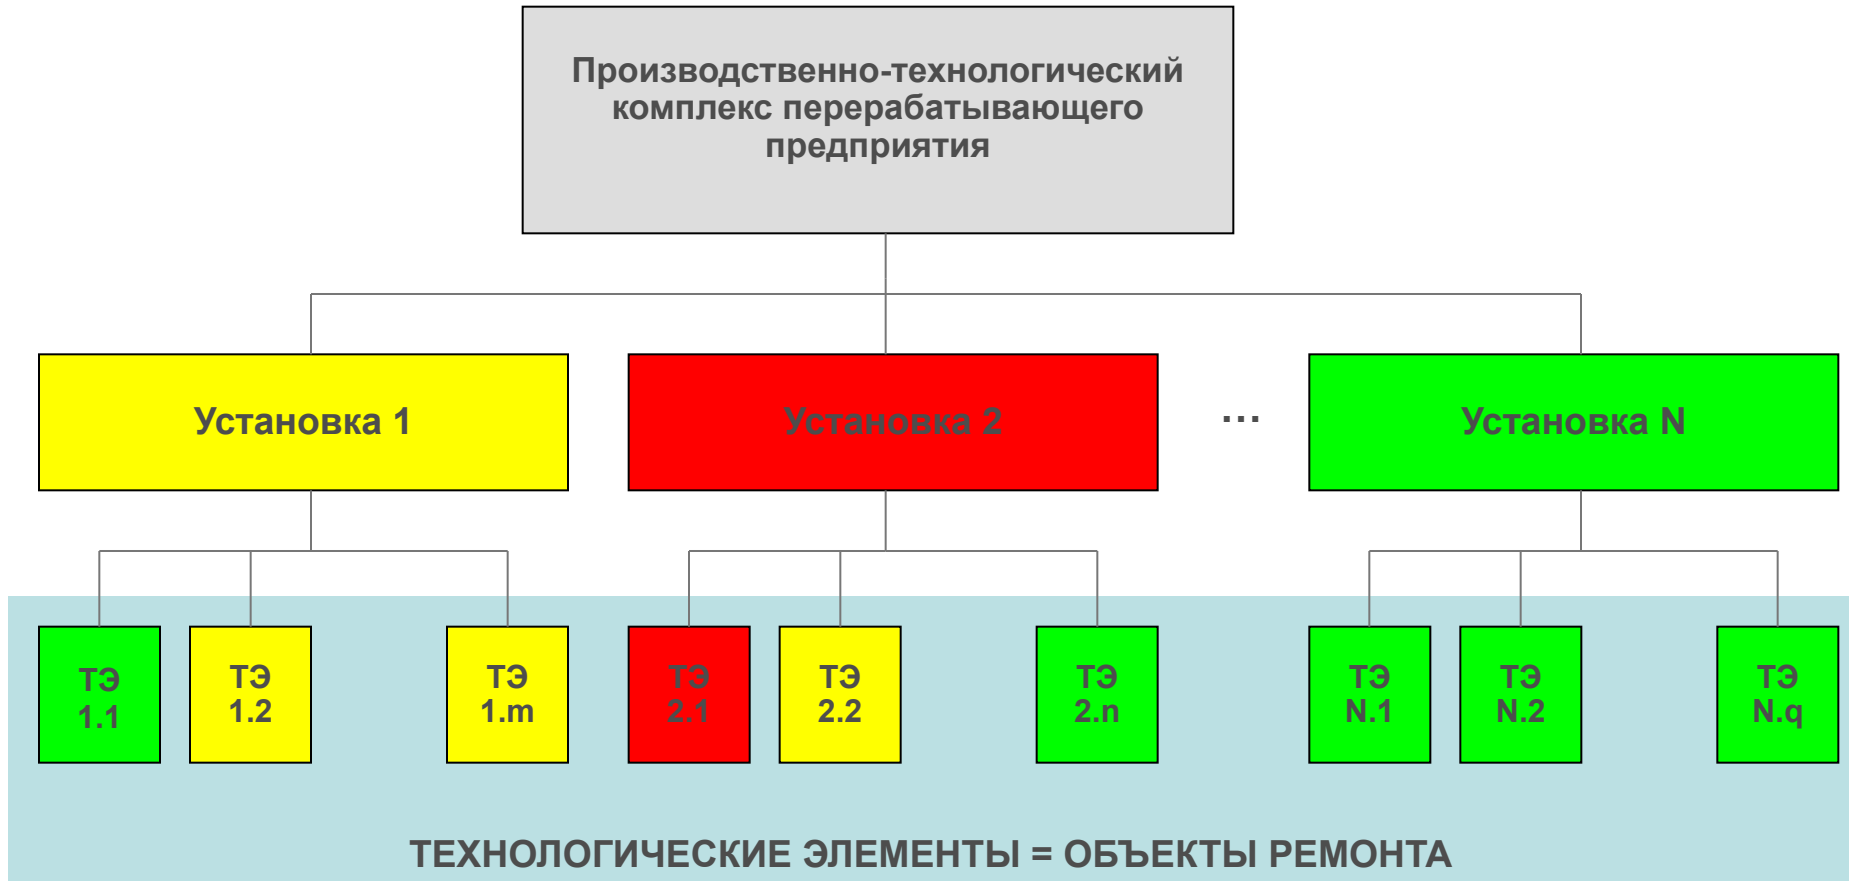 Производственно-технологический
комплекс перерабатывающего
предприятия
Установка 1
Установка 2
...
Установка N
ТЭ
1.1
ТЭ
1.2
ТЭ
1.m
ТЭ
2.1
ТЭ
2.2
ТЭ
2.n
ТЭ
N.1
ТЭ
N.2
ТЭ
N.q
ТЕХНОЛОГИЧЕСКИЕ ЭЛЕМЕНТЫ = ОБЪЕКТЫ РЕМОНТА